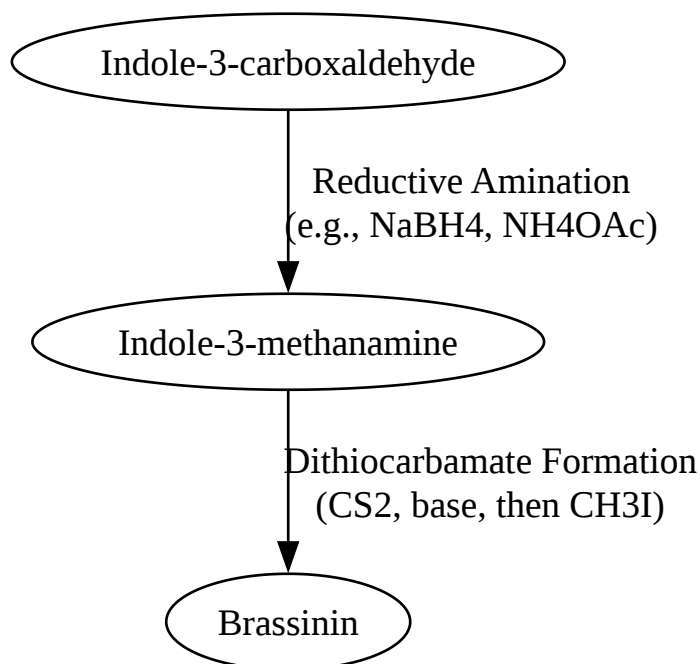 Indole-3-carboxaldehyde
Reductive Amination
(e.g., NaBH4, NH4OAc)
Indole-3-methanamine
Dithiocarbamate Formation
(CS2, base, then CH3I)
Brassinin